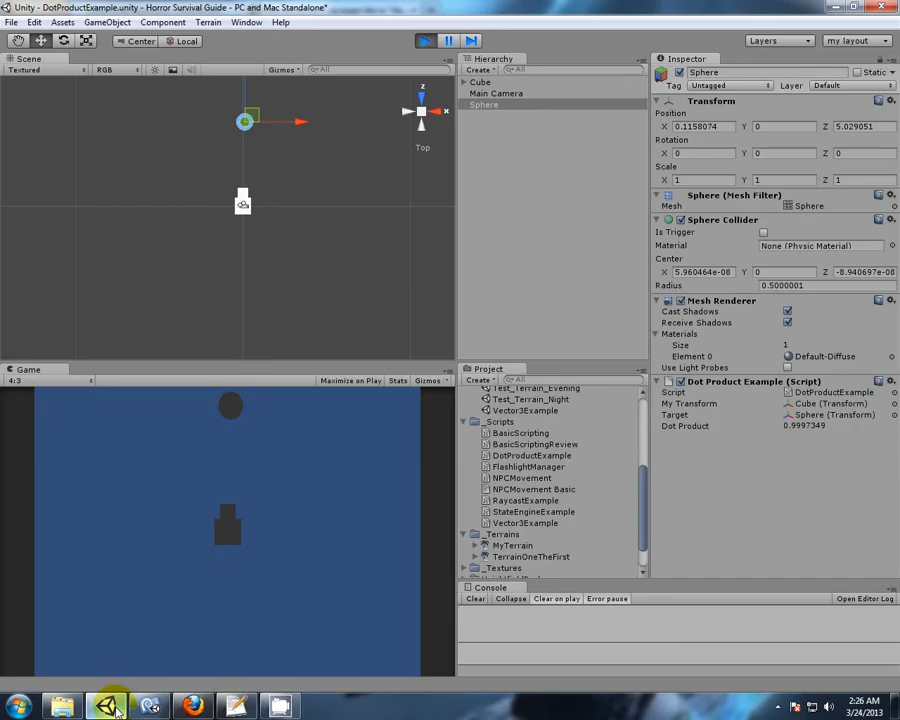 Unity - DotProductExample.unity - Horror Survival Guide - PC and Mac Standalone*
File Edit Assets GameObject Component Terrain Window Help
Center Local Layers my layout
Scene
Textured RGB Gizmos All
z
x
Top
Game
4:3 Maximize on Play Stats Gizmos
Hierarchy
Create All
Cube
Main Camera
Sphere
Project
Create All
Test_Terrain_Evening
Test_Terrain_Night
Vector3Example
_Scripts
BasicScripting
BasicScriptingReview
DotProductExample
FlashlightManager
NPCMovement
NPCMovement Basic
RaycastExample
StateEngineExample
Vector3Example
_Terrains
MyTerrain
TerrainOneTheFirst
_Textures
Console
Clear Collapse Clear on play Error pause Open Editor Log
Inspector
Sphere Static
Tag Untagged Layer Default
Transform
Position
X 0.1158074 Y 0 Z 5.029051
Rotation
X 0 Y 0 Z 0
Scale
X 1 Y 1 Z 1
Sphere (Mesh Filter)
Mesh Sphere
Sphere Collider
Is Trigger
Material None (Physic Material)
Center
X 5.960464e-08 Y 0 Z -8.940697e-08
Radius 0.5000001
Mesh Renderer
Cast Shadows
Receive Shadows
Materials
Size 1
Element 0 Default-Diffuse
Use Light Probes
Dot Product Example (Script)
Script DotProductExample
My Transform Cube (Transform)
Target Sphere (Transform)
Dot Product 0.9997349
2:26 AM
3/24/2013